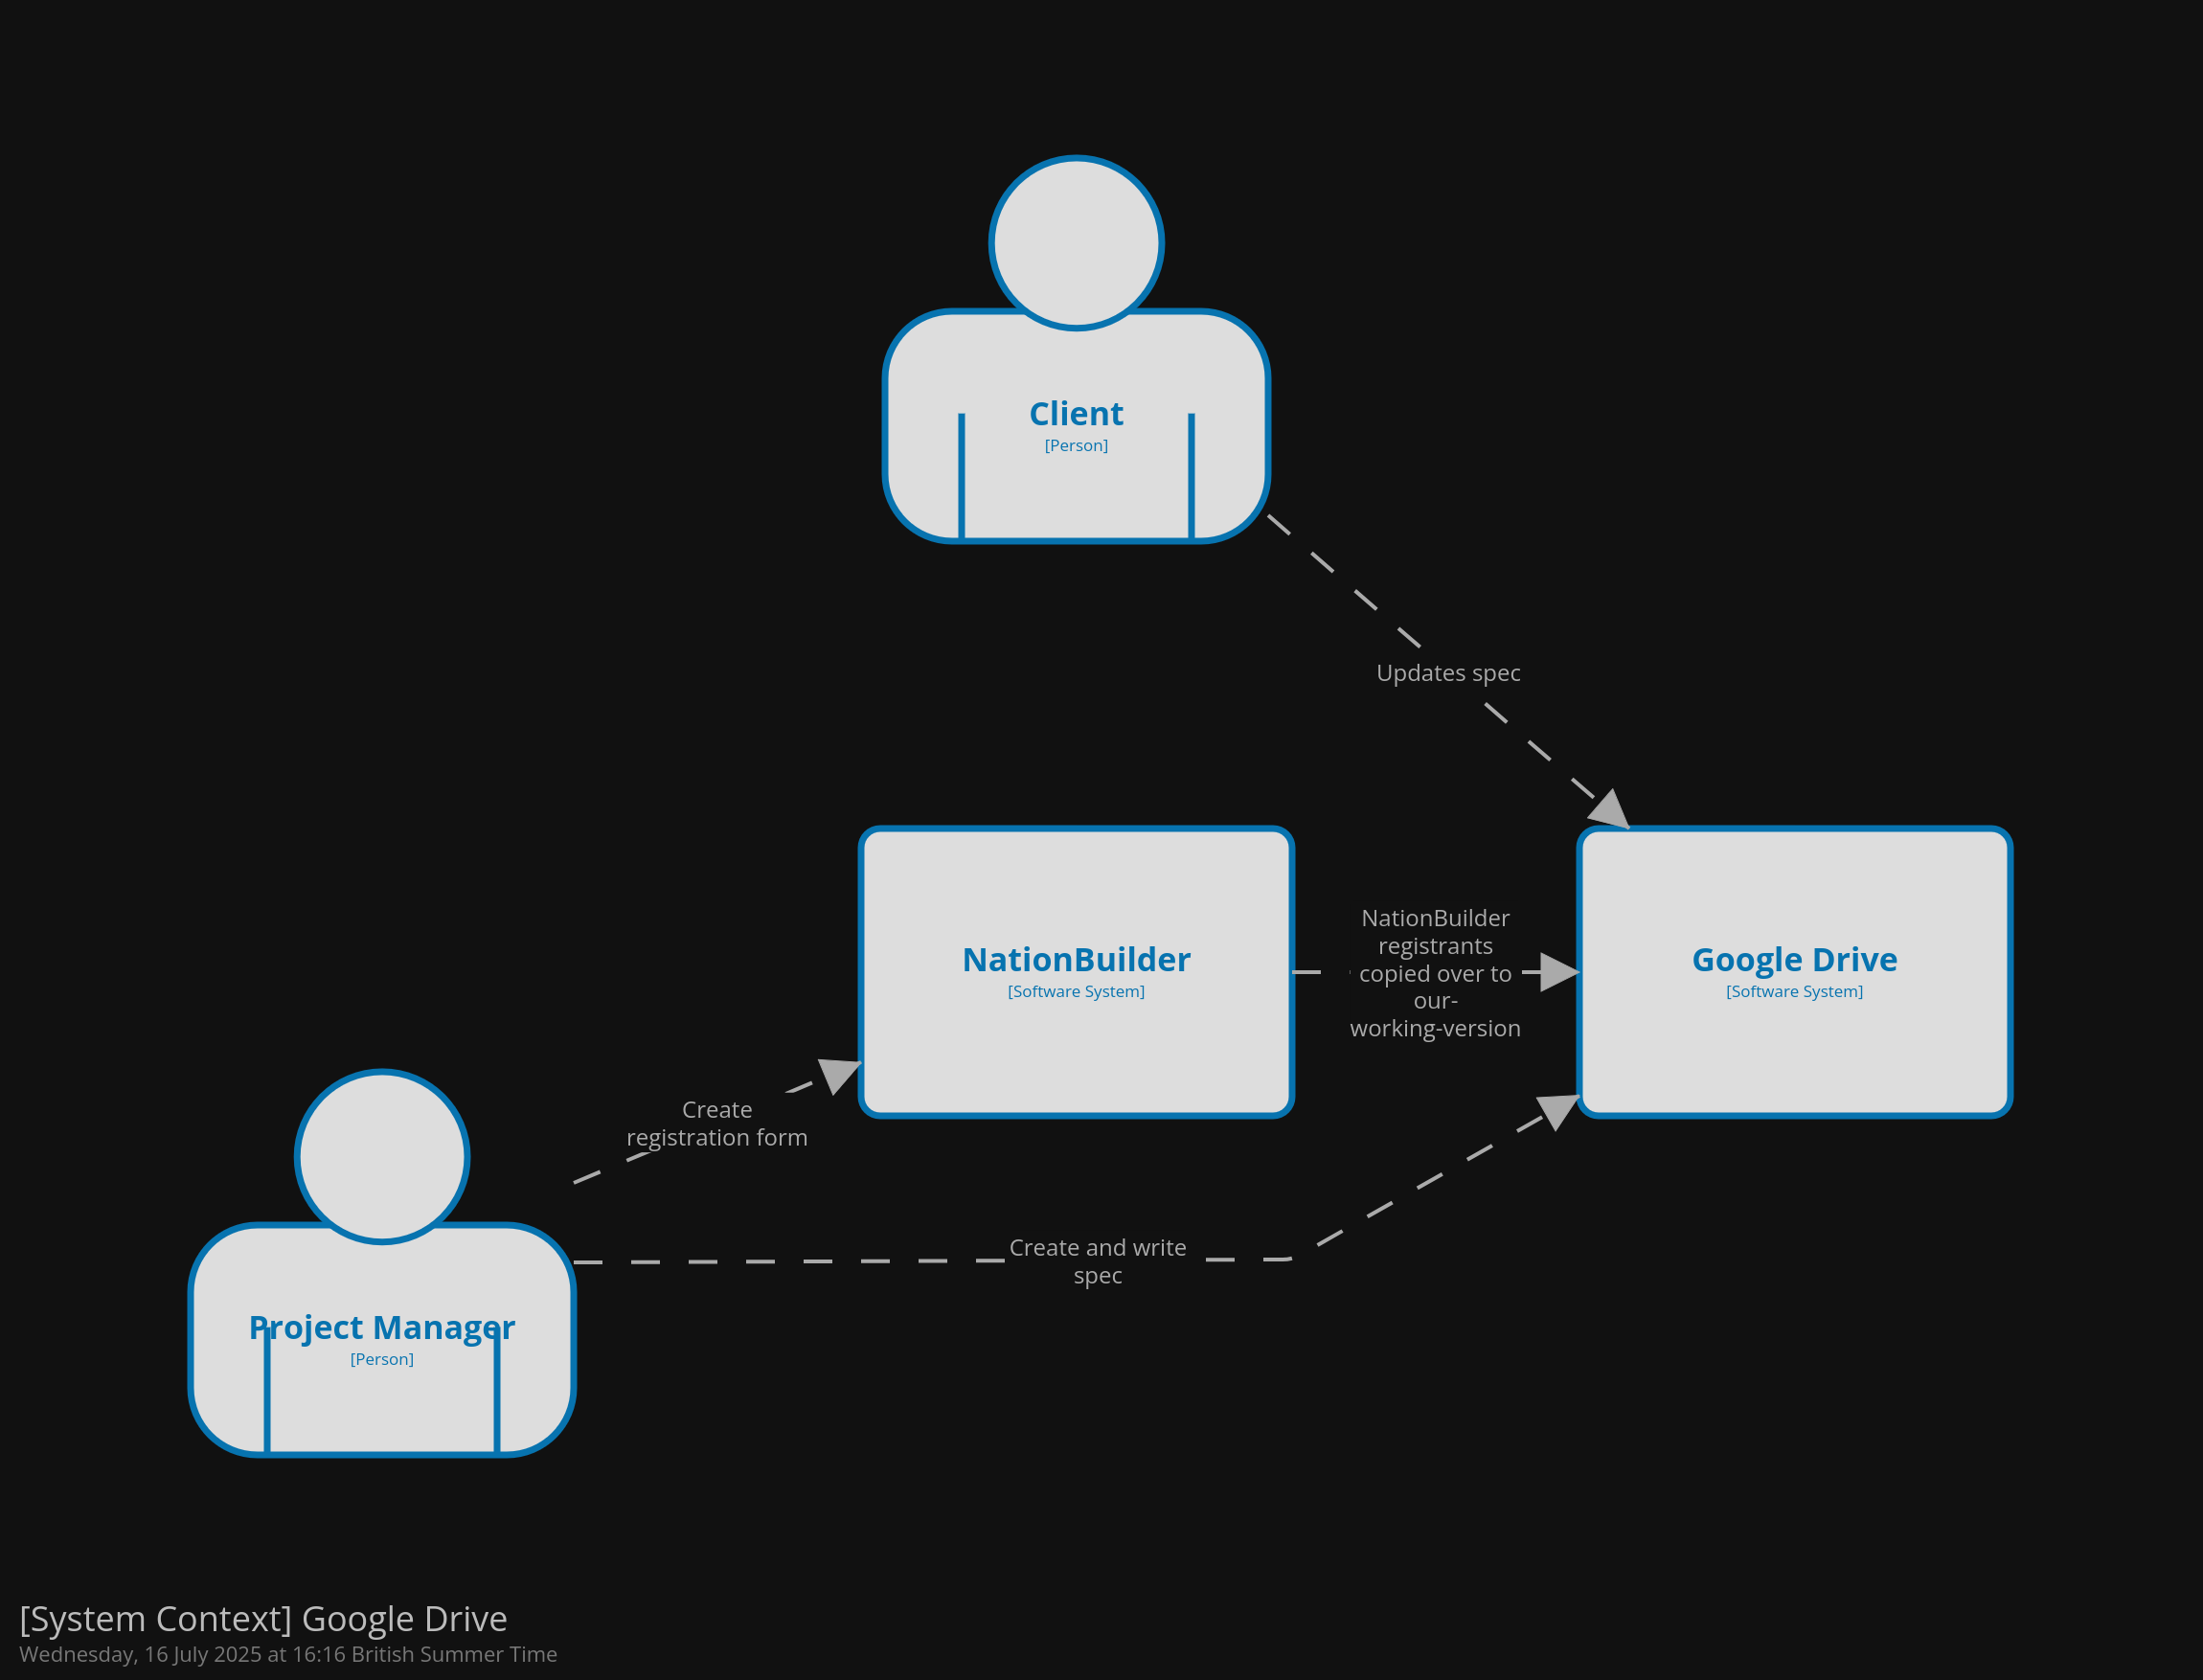 Client
[Person]
Updates spec
NationBuilder
[Software System]
NationBuilder
registrants
copied over to
our-
working-version
Google Drive
[Software System]
Create
registration form
Create and write
spec
Project Manager
[Person]
[System Context] Google Drive
Wednesday, 16 July 2025 at 16:16 British Summer Time